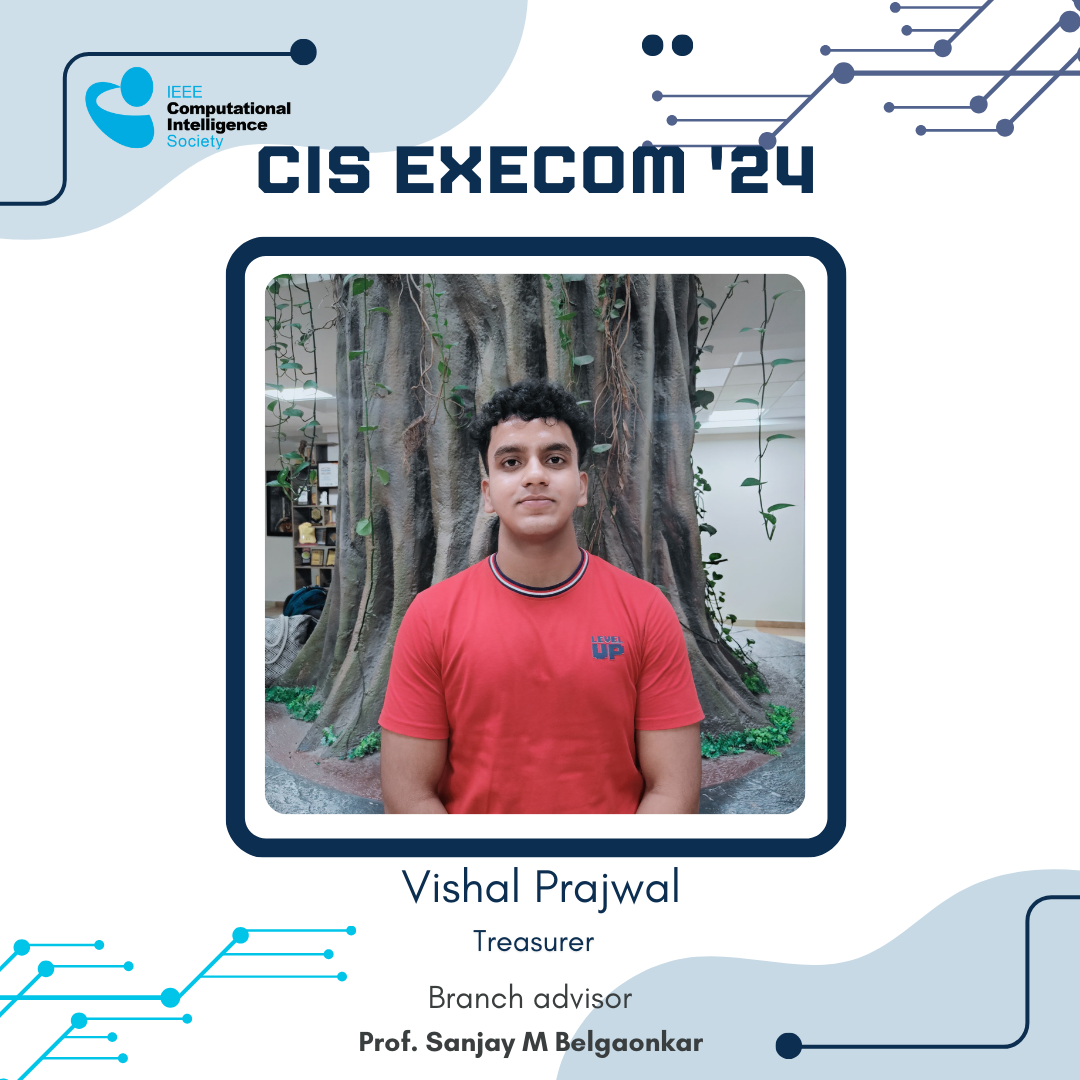 IEEE
Computational
Intelligence
Society
CIS EXECOM '24
LEVEL
UP
Vishal Prajwal
Treasurer
Branch advisor
Prof. Sanjay M Belgaonkar